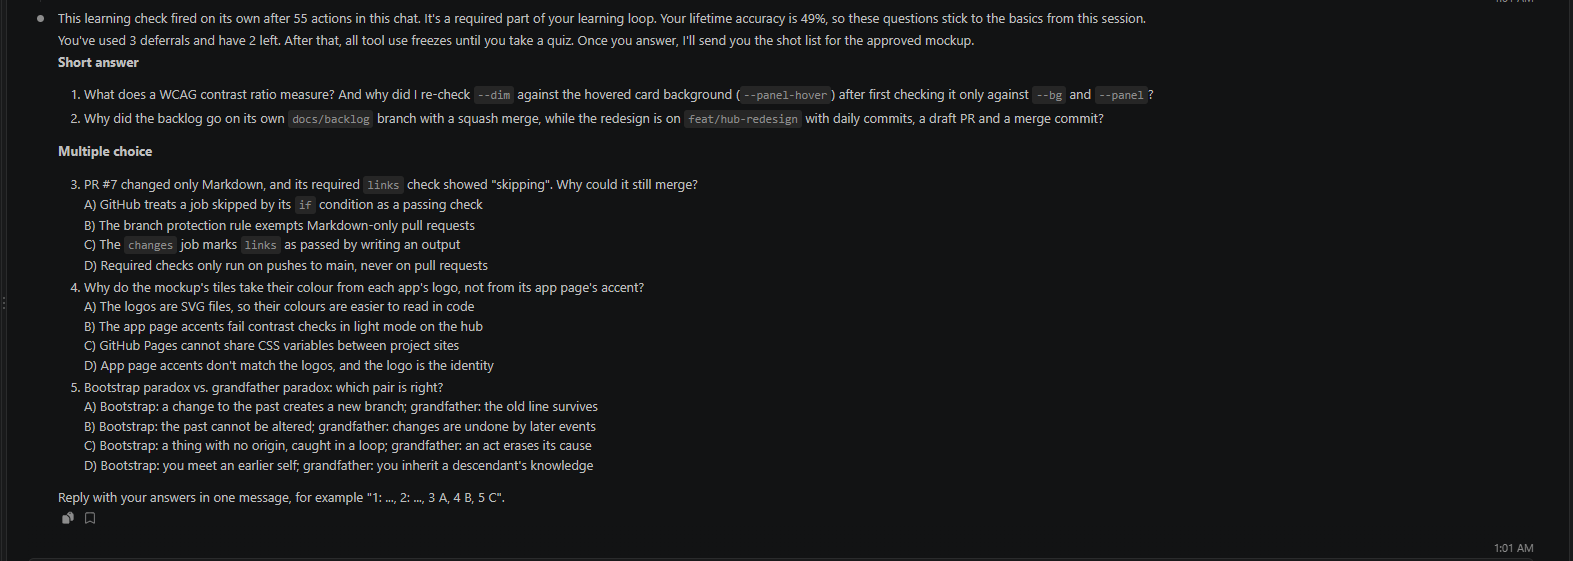 This learning check fired on its own after 55 actions in this chat. It's a required part of your learning loop. Your lifetime accuracy is 49%, so these questions stick to the basics from this session.
You've used 3 deferrals and have 2 left. After that, all tool use freezes until you take a quiz. Once you answer, I'll send you the shot list for the approved mockup.
Short answer
1. What does a WCAG contrast ratio measure? And why did I re-check --dim against the hovered card background (--panel-hover) after first checking it only against --bg and --panel?
2. Why did the backlog go on its own docs/backlog branch with a squash merge, while the redesign is on feat/hub-redesign with daily commits, a draft PR and a merge commit?
Multiple choice
3. PR #7 changed only Markdown, and its required links check showed "skipping". Why could it still merge?
A) GitHub treats a job skipped by its if condition as a passing check
B) The branch protection rule exempts Markdown-only pull requests
C) The changes job marks links as passed by writing an output
D) Required checks only run on pushes to main, never on pull requests
4. Why do the mockup's tiles take their colour from each app's logo, not from its app page's accent?
A) The logos are SVG files, so their colours are easier to read in code
B) The app page accents fail contrast checks in light mode on the hub
C) GitHub Pages cannot share CSS variables between project sites
D) App page accents don't match the logos, and the logo is the identity
5. Bootstrap paradox vs. grandfather paradox: which pair is right?
A) Bootstrap: a change to the past creates a new branch; grandfather: the old line survives
B) Bootstrap: the past cannot be altered; grandfather: changes are undone by later events
C) Bootstrap: a thing with no origin, caught in a loop; grandfather: an act erases its cause
D) Bootstrap: you meet an earlier self; grandfather: you inherit a descendant's knowledge
Reply with your answers in one message, for example "1: ..., 2: ..., 3 A, 4 B, 5 C".
1:01 AM